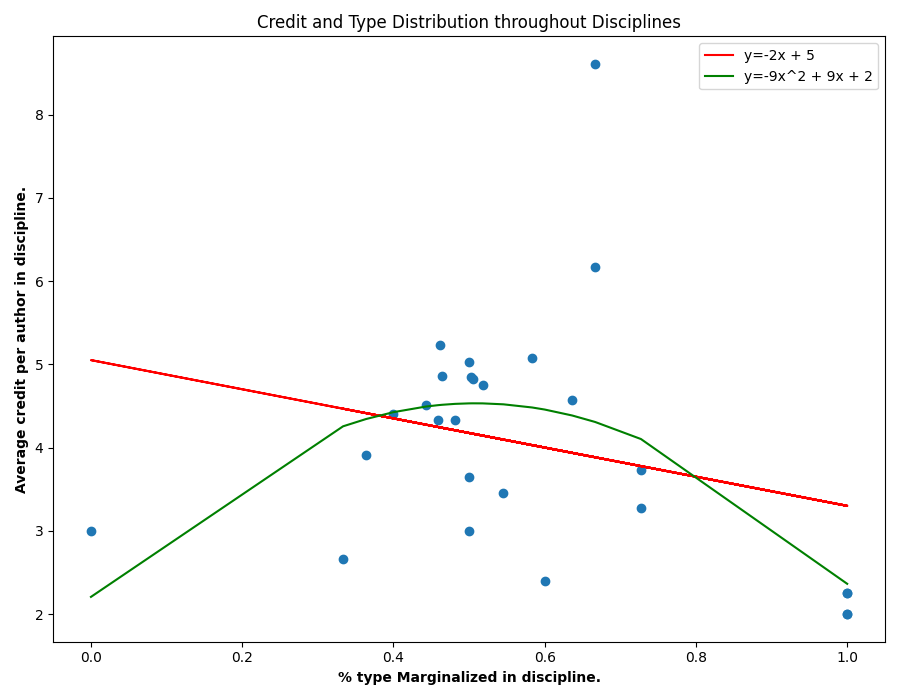 Credit and Type Distribution throughout Disciplines
y=-2x + 5
y=-9x^2 + 9x + 2
Average credit per author in discipline.
8
7
6
5
4
3
2
0.0 0.2 0.4 0.6 0.8 1.0
% type Marginalized in discipline.